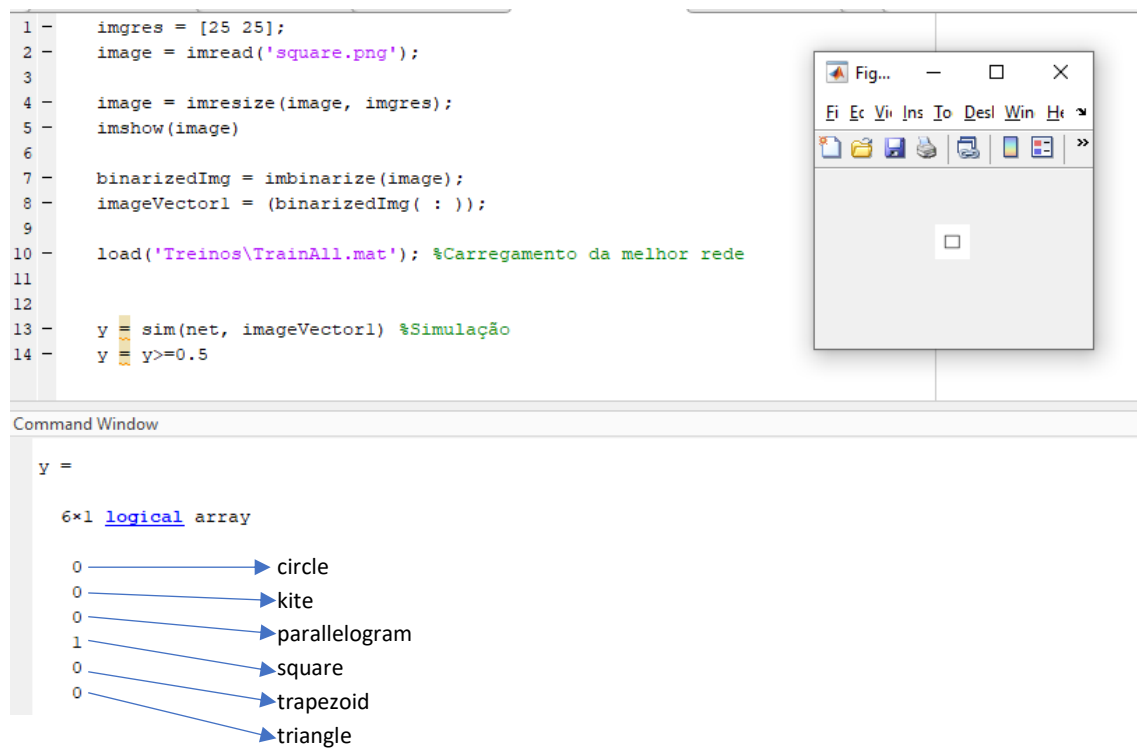 1 - imgres = [25 25];
2 - image = imread('square.png');
3
4 - image = imresize(image, imgres);
5 - imshow(image)
6
7 - binarizedImg = imbinarize(image);
8 - imageVector1 = (binarizedImg( : ));
9
10 - load('Treinos\TrainAll.mat'); %Carregamento da melhor rede
11
12
13 - y = sim(net, imageVector1) %Simulação
14 - y = y>=0.5
Fig...
Fi Ec Vi Ins To Desl Win He
Command Window
y =
6×1 logical array
0 circle
0 kite
0 parallelogram
1 square
0 trapezoid
0 triangle